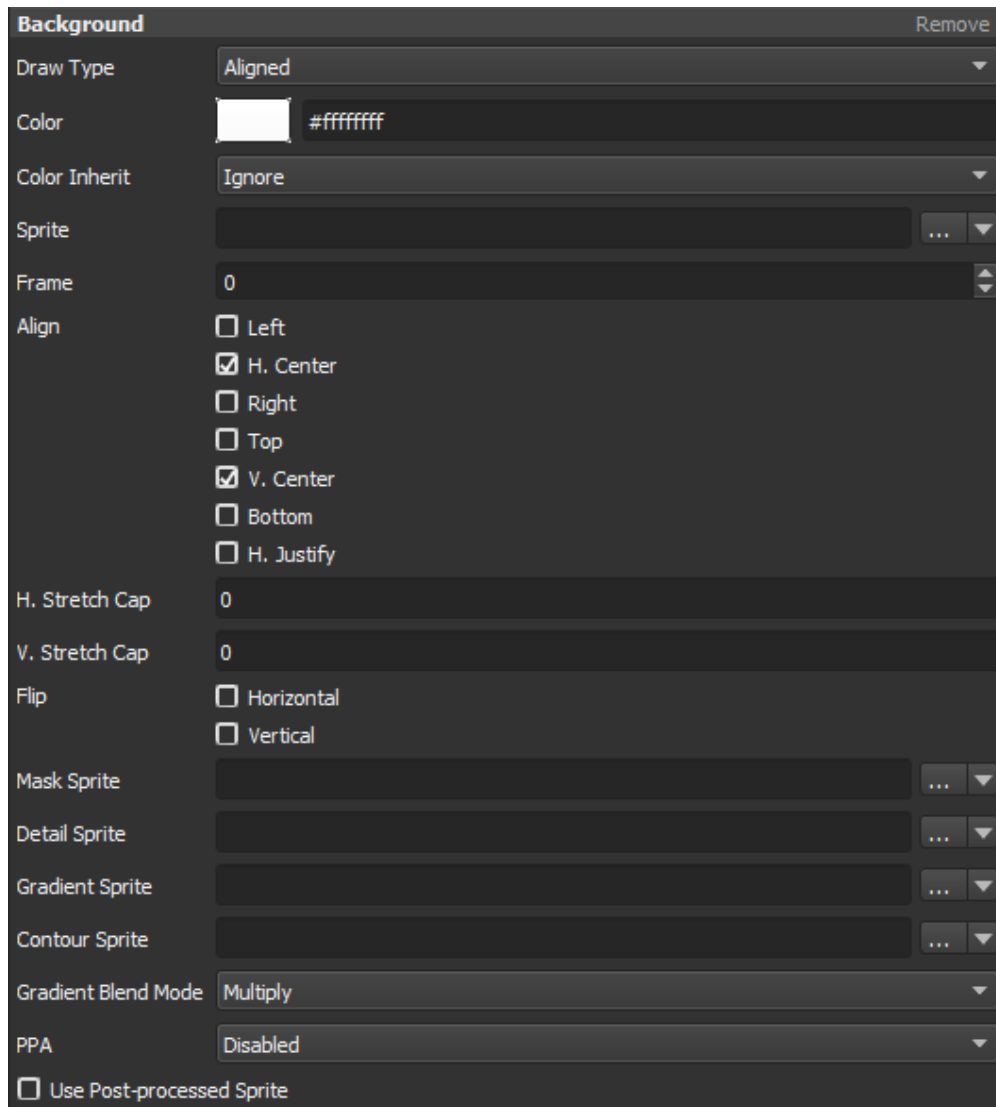 Background Remove
Draw Type Aligned
Color #ffffffff
Color Inherit Ignore
Sprite ...
Frame 0
Align Left
H. Center
Right
Top
V. Center
Bottom
H. Justify
H. Stretch Cap 0
V. Stretch Cap 0
Flip Horizontal
Vertical
Mask Sprite ...
Detail Sprite ...
Gradient Sprite ...
Contour Sprite ...
Gradient Blend Mode Multiply
PPA Disabled
Use Post-processed Sprite